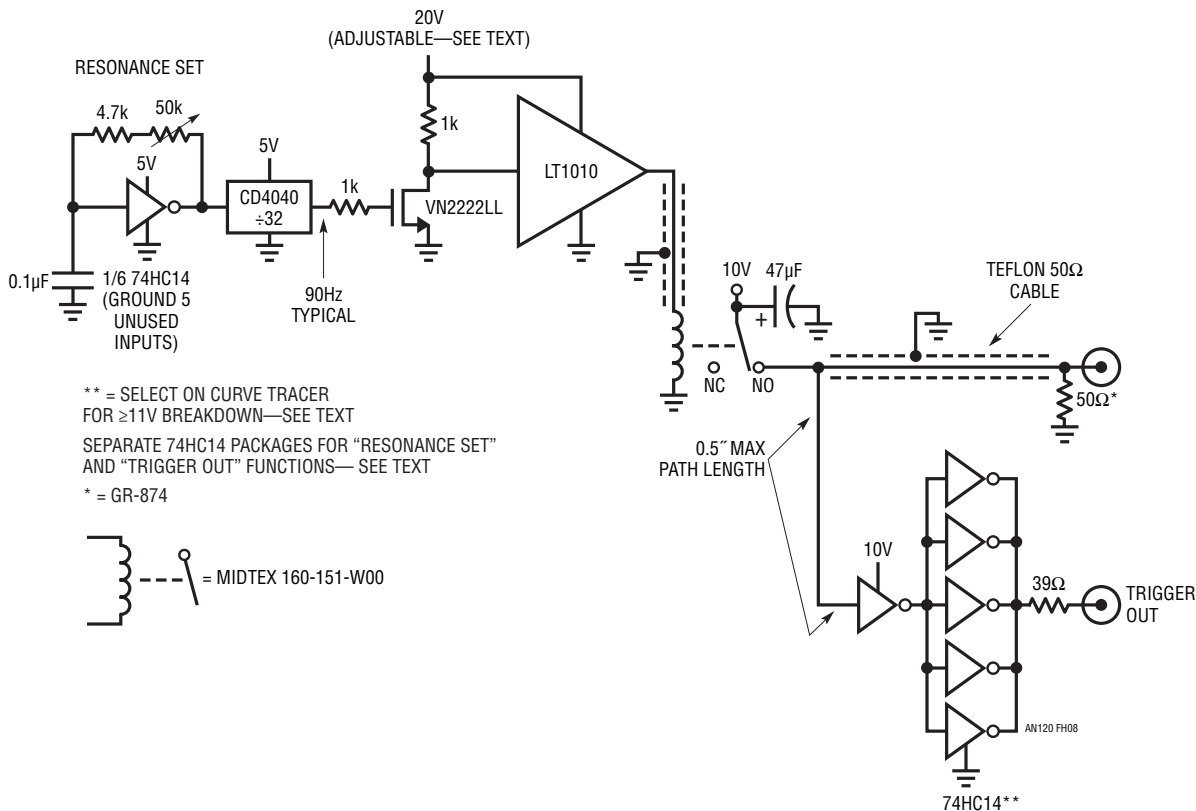 20V
(ADJUSTABLE—SEE TEXT)
RESONANCE SET
4.7k
50k
1k
5V
5V
CD4040
÷32
1k
VN2222LL
LT1010
0.1µF
1/6 74HC14
(GROUND 5
UNUSED
INPUTS)
90Hz
TYPICAL
10V
47µF
+
TEFLON 50Ω
CABLE
NC
NO
50Ω*
** = SELECT ON CURVE TRACER
FOR ≥11V BREAKDOWN—SEE TEXT
SEPARATE 74HC14 PACKAGES FOR “RESONANCE SET”
AND “TRIGGER OUT” FUNCTIONS— SEE TEXT
* = GR-874
= MIDTEX 160-151-W00
0.5˝ MAX
PATH LENGTH
10V
39Ω
TRIGGER
OUT
AN120 FH08
74HC14**